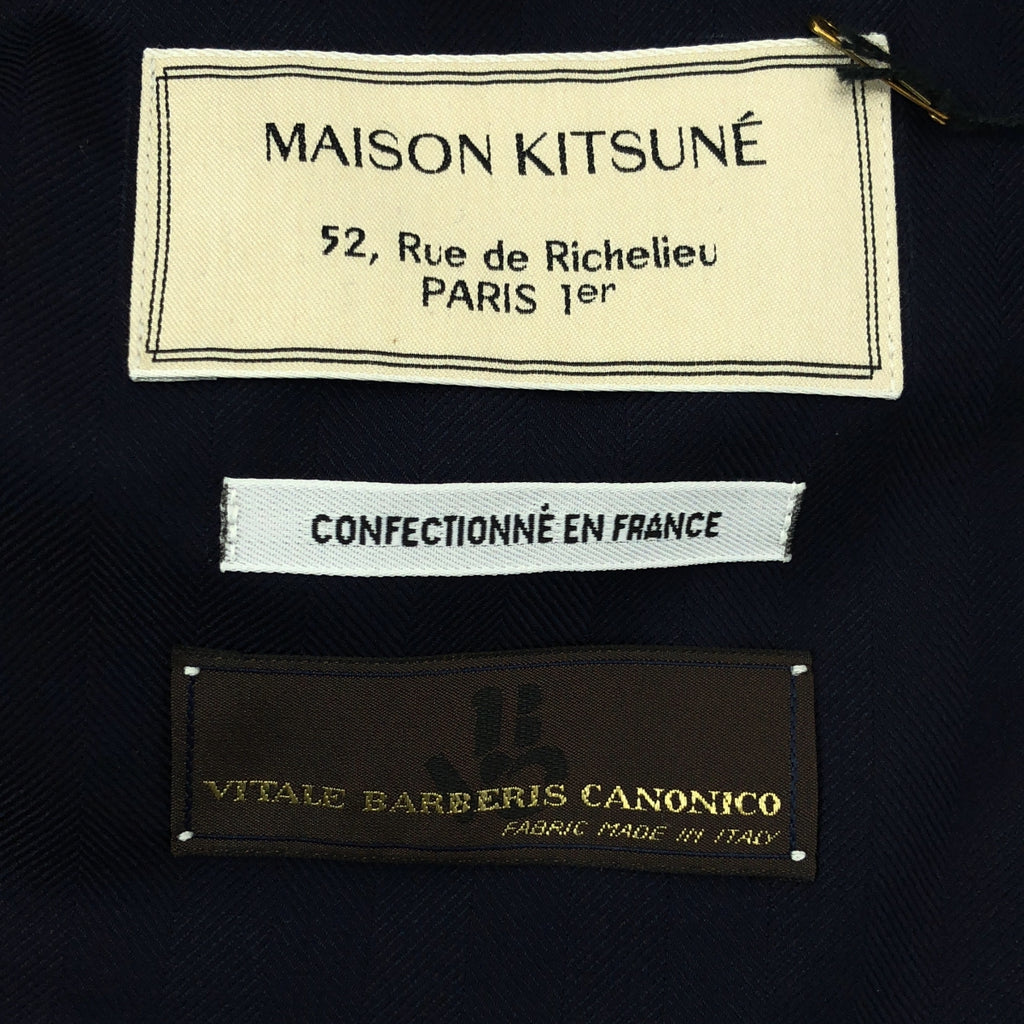 MAISON KITSUNÉ
52, Rue de Richelieu
PARIS 1er
CONFECTIONNÉ EN FRANCE
VITALE BARBERIS CANONICO
FABRIC MADE IN ITALY